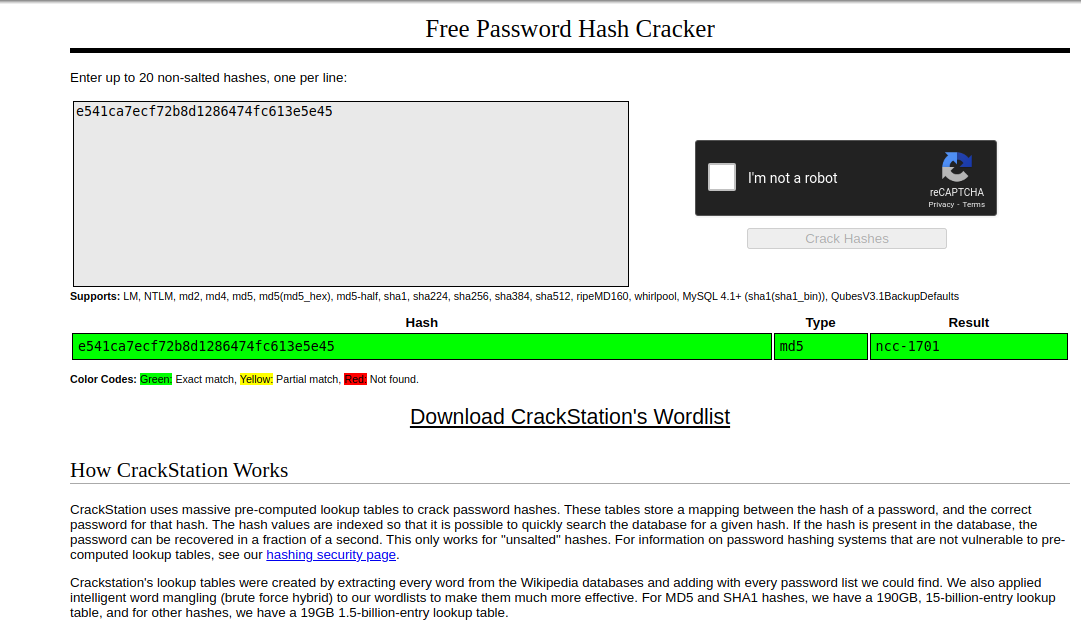 Free Password Hash Cracker
Enter up to 20 non-salted hashes, one per line:
e541ca7ecf72b8d1286474fc613e5e45
I'm not a robot
reCAPTCHA
Privacy - Terms
Crack Hashes
Supports: LM, NTLM, md2, md4, md5, md5(md5_hex), md5-half, sha1, sha224, sha256, sha384, sha512, ripeMD160, whirlpool, MySQL 4.1+ (sha1(sha1_bin)), QubesV3.1BackupDefaults
Hash Type Result
e541ca7ecf72b8d1286474fc613e5e45 md5 ncc-1701
Color Codes: Green: Exact match, Yellow: Partial match, Red: Not found.
Download CrackStation's Wordlist
How CrackStation Works
CrackStation uses massive pre-computed lookup tables to crack password hashes. These tables store a mapping between the hash of a password, and the correct
password for that hash. The hash values are indexed so that it is possible to quickly search the database for a given hash. If the hash is present in the database, the
password can be recovered in a fraction of a second. This only works for "unsalted" hashes. For information on password hashing systems that are not vulnerable to pre-
computed lookup tables, see our hashing security page.
Crackstation's lookup tables were created by extracting every word from the Wikipedia databases and adding with every password list we could find. We also applied
intelligent word mangling (brute force hybrid) to our wordlists to make them much more effective. For MD5 and SHA1 hashes, we have a 190GB, 15-billion-entry lookup
table, and for other hashes, we have a 19GB 1.5-billion-entry lookup table.